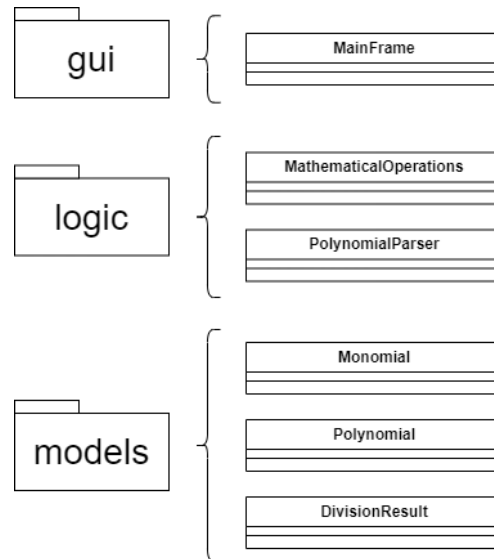 gui
MainFrame
logic
MathematicalOperations
PolynomialParser
models
Monomial
Polynomial
DivisionResult